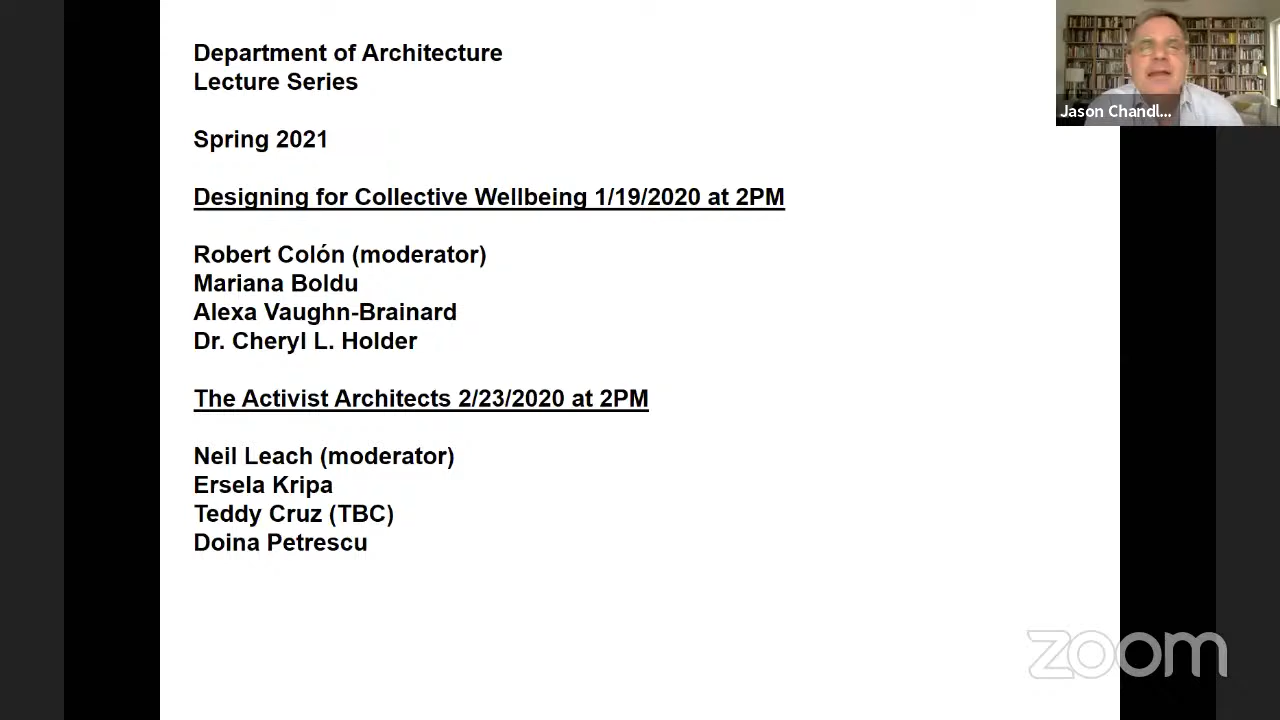 Department of Architecture
Lecture Series
Spring 2021
Designing for Collective Wellbeing 1/19/2020 at 2PM
Robert Colón (moderator)
Mariana Boldu
Alexa Vaughn-Brainard
Dr. Cheryl L. Holder
The Activist Architects 2/23/2020 at 2PM
Neil Leach (moderator)
Ersela Kripa
Teddy Cruz (TBC)
Doina Petrescu
Jason Chandl...
zoom